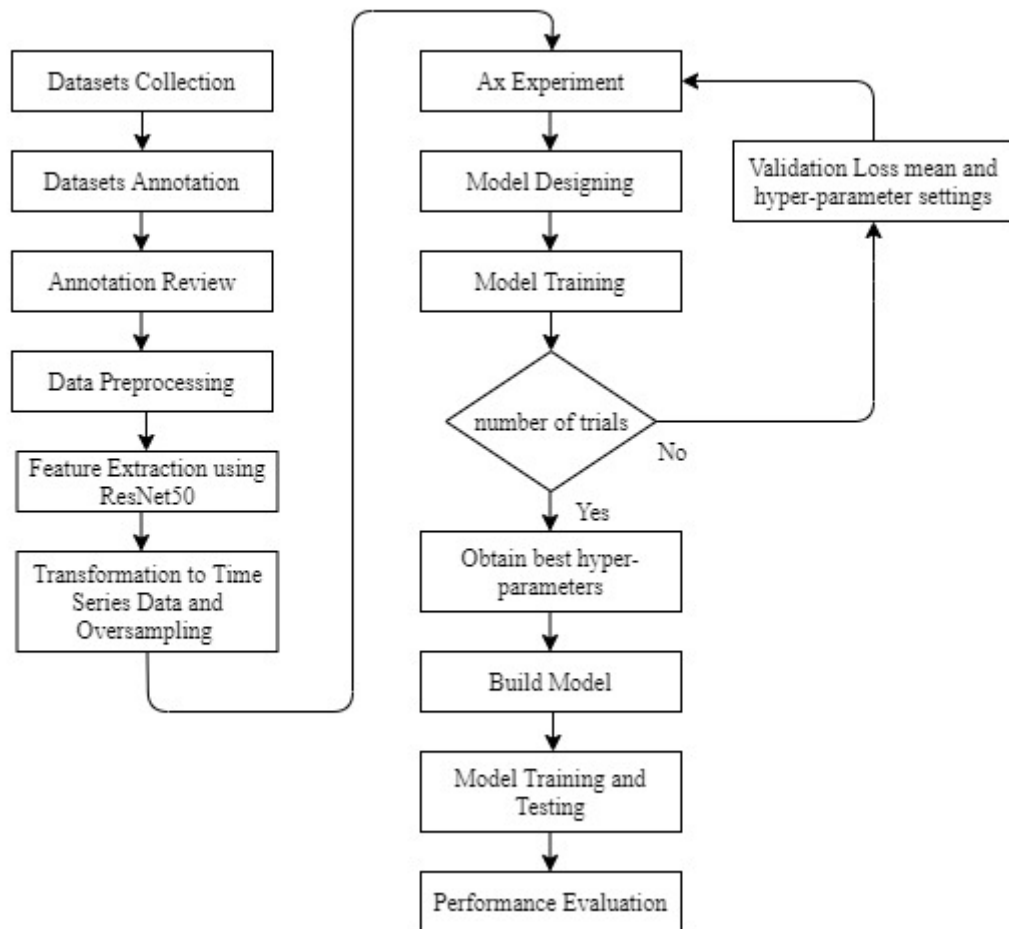 Datasets Collection
Datasets Annotation
Annotation Review
Data Preprocessing
Feature Extraction using
ResNet50
Transformation to Time
Series Data and
Oversampling
Ax Experiment
Model Designing
Model Training
number of trials
No
Validation Loss mean and
hyper-parameter settings
Yes
Obtain best hyper-
parameters
Build Model
Model Training and
Testing
Performance Evaluation